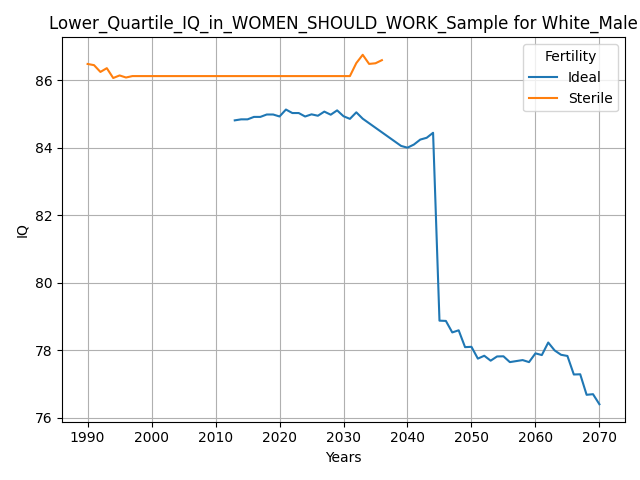 Lower_Quartile_IQ_in_WOMEN_SHOULD_WORK_Sample for White_Male
Fertility
Ideal
Sterile
IQ
86
84
82
80
78
76
1990 2000 2010 2020 2030 2040 2050 2060 2070
Years